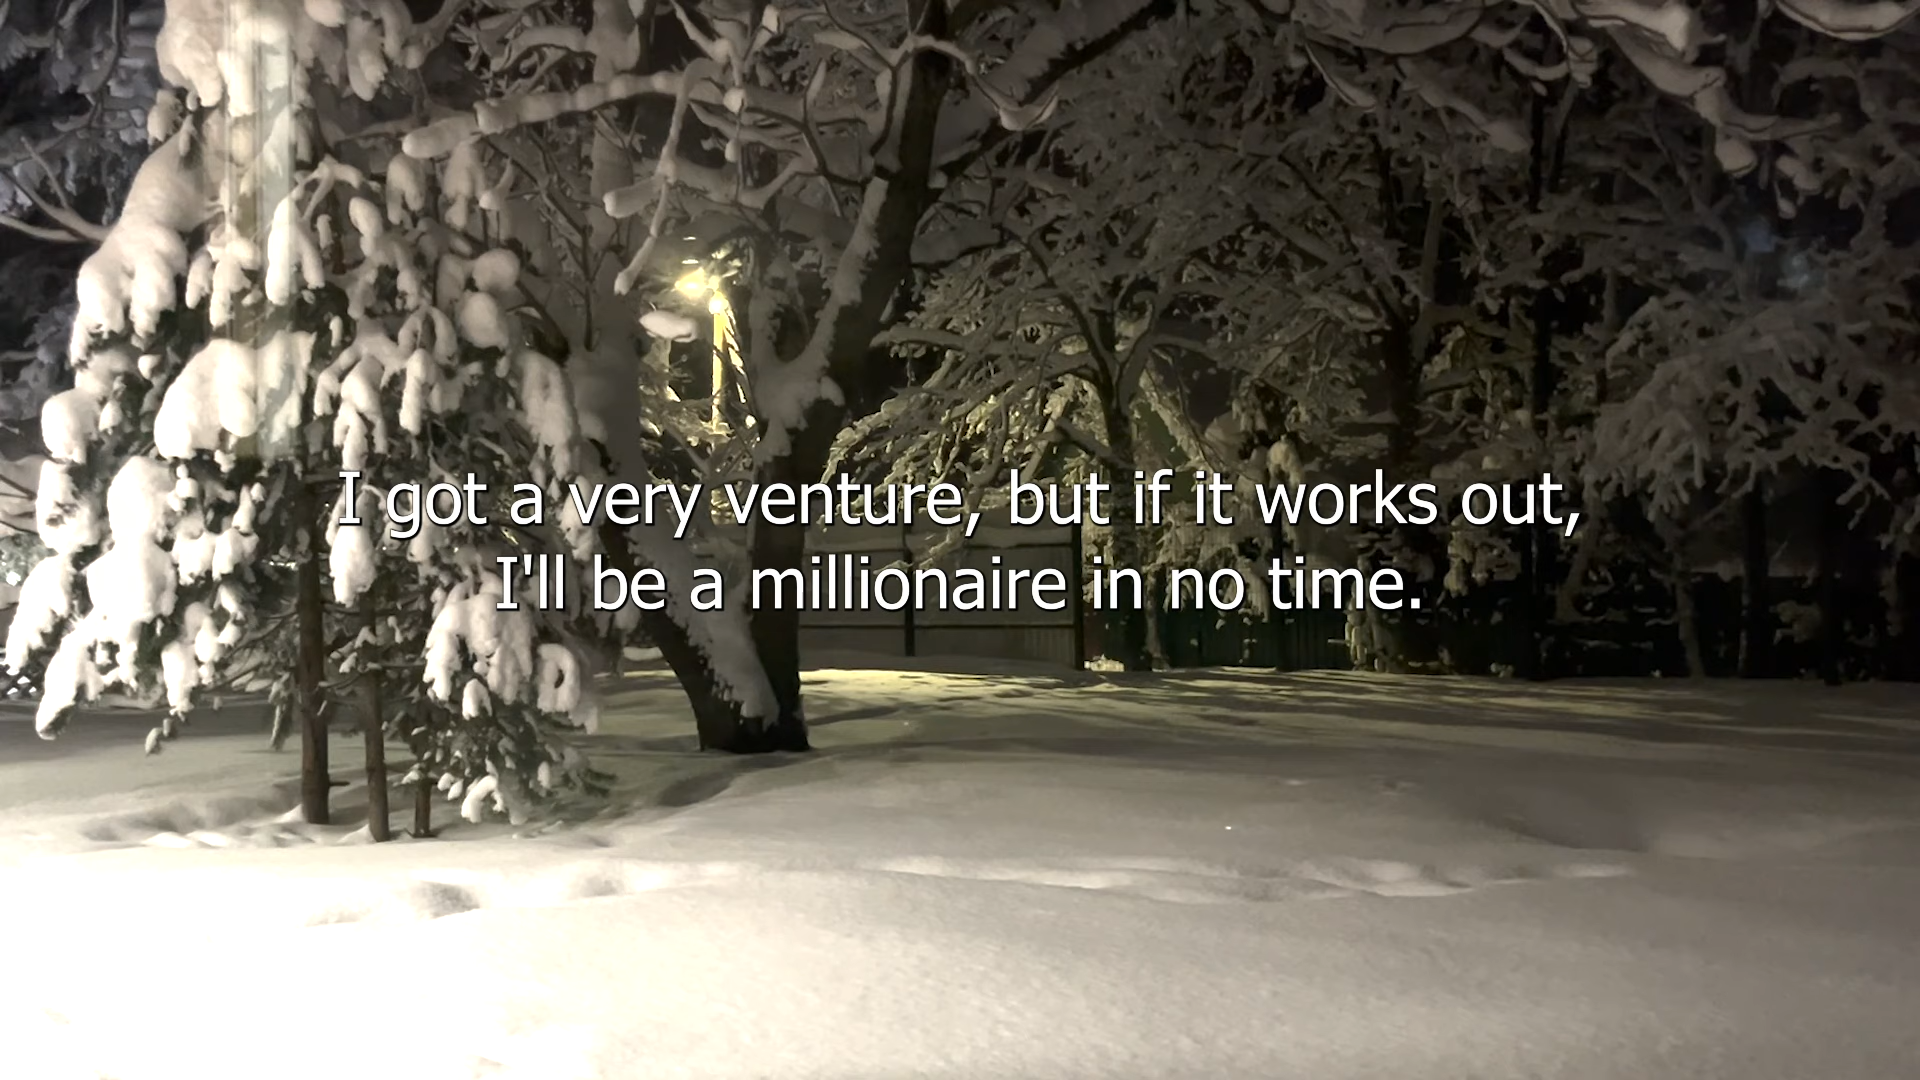 I got a very venture, but if it works out,
I'll be a millionaire in no time.